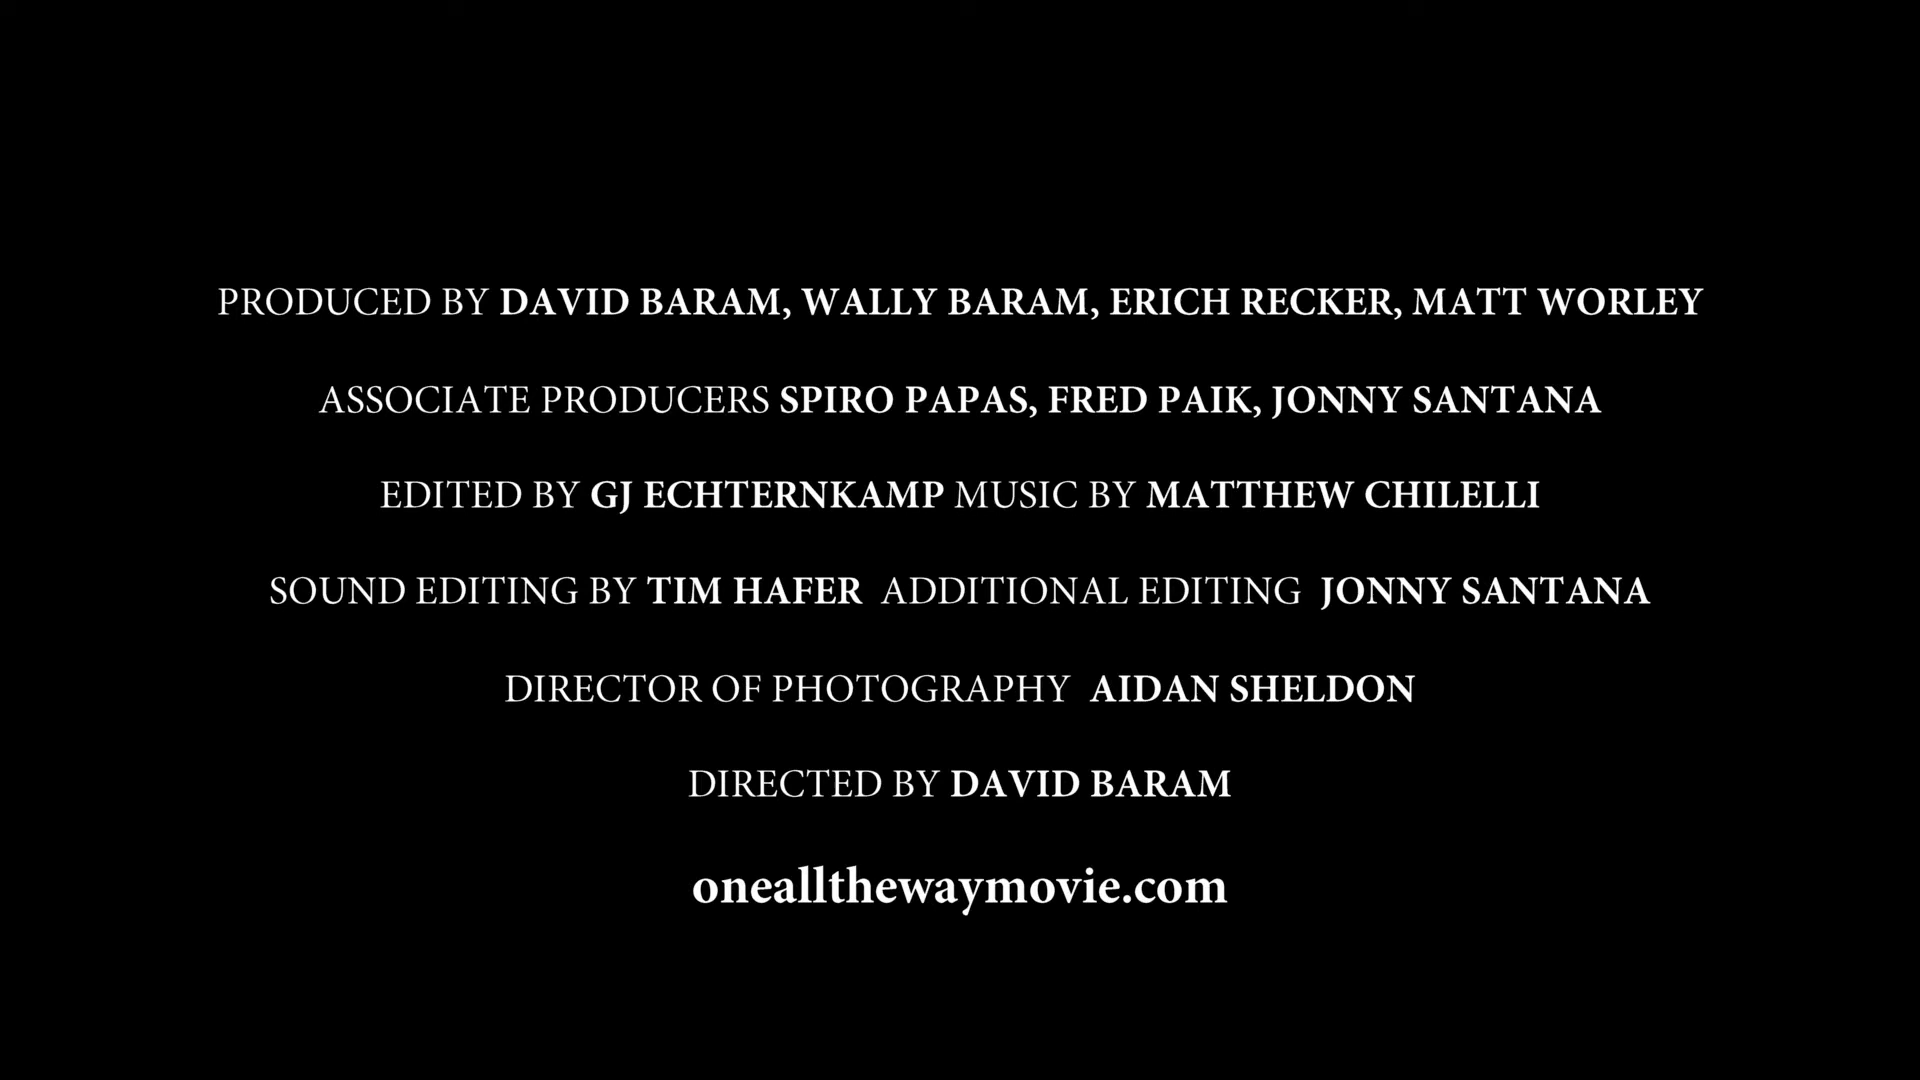 PRODUCED BY DAVID BARAM, WALLY BARAM, ERICH RECKER, MATT WORLEY
ASSOCIATE PRODUCERS SPIRO PAPAS, FRED PAIK, JONNY SANTANA
EDITED BY GJ ECHTERNKAMP MUSIC BY MATTHEW CHILELLI
SOUND EDITING BY TIM HAFER ADDITIONAL EDITING JONNY SANTANA
DIRECTOR OF PHOTOGRAPHY AIDAN SHELDON
DIRECTED BY DAVID BARAM
oneallthewaymovie.com